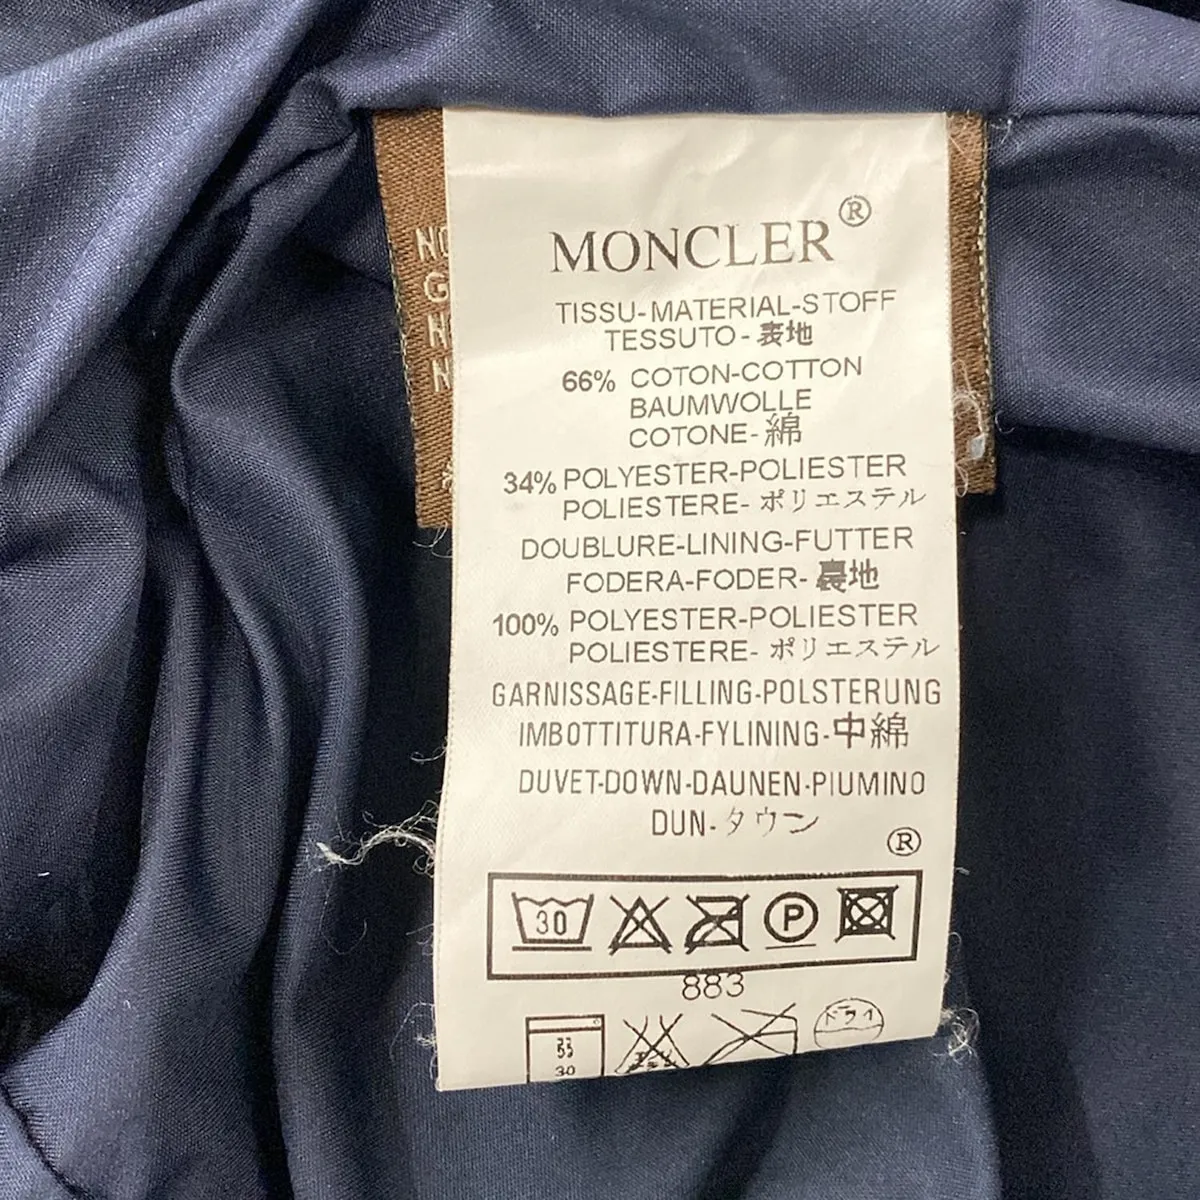 MONCLER®
TISSU-MATERIAL-STOFF
TESSUTO-表地
66% COTON-COTTON
BAUMWOLLE
COTONE-綿
34% POLYESTER-POLIESTER
POLIESTERE-ポリエステル
DOUBLURE-LINING-FUTTER
FODERA-FODER-裏地
100% POLYESTER-POLIESTER
POLIESTERE-ポリエステル
GARNISSAGE-FILLING-POLSTERUNG
IMBOTTITURA-FYLINING-中綿
DUVET-DOWN-DAUNEN-PIUMINO
DUN-タウン
®
30 P
883
ドライ
30